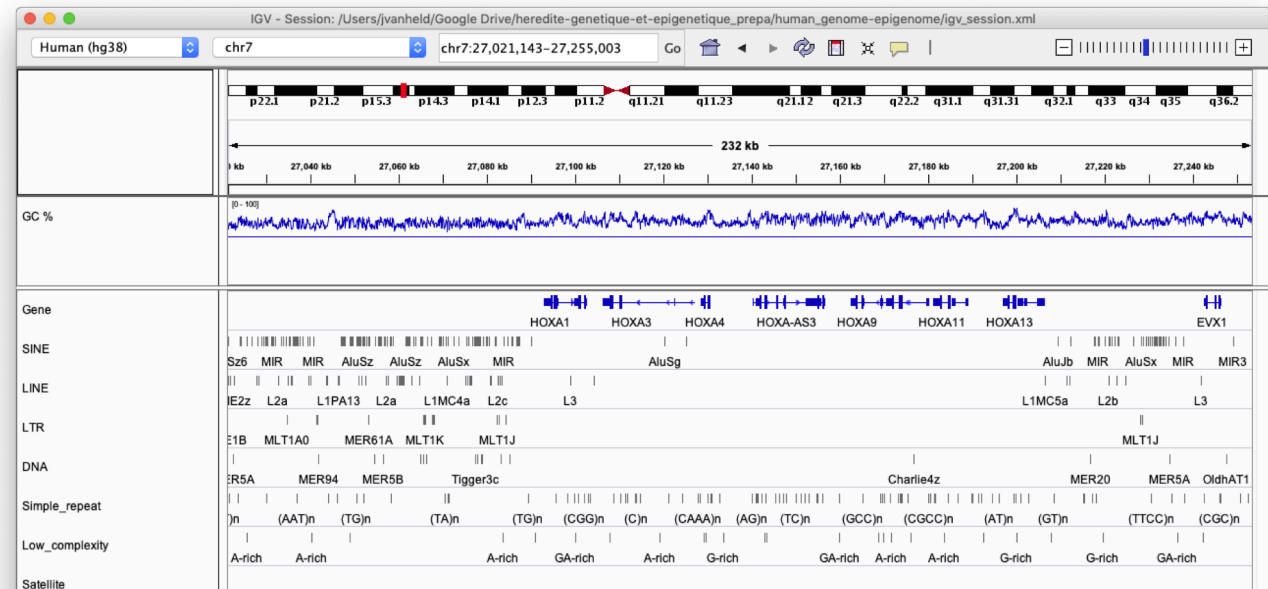 IGV - Session: /Users/jvanheld/Google Drive/heredite-genetique-et-epigenetique_prepa/human_genome-epigenome/igv_session.xml
Human (hg38) chr7 chr7:27,021,143-27,255,003 Go
p22.1 p21.2 p15.3 p14.3 p14.1 p12.3 p11.2 q11.21 q11.23 q21.12 q21.3 q22.2 q31.1 q31.31 q32.1 q33 q34 q35 q36.2
232 kb
kb 27,040 kb 27,060 kb 27,080 kb 27,100 kb 27,120 kb 27,140 kb 27,160 kb 27,180 kb 27,200 kb 27,220 kb 27,240 kb
GC % [0 - 100]
Gene
HOXA1 HOXA3 HOXA4 HOXA-AS3 HOXA9 HOXA11 HOXA13 EVX1
SINE
Sz6 MIR MIR AluSz AluSz AluSx MIR AluSg AluJb MIR AluSx MIR MIR3
LINE
IE2z L2a L1PA13 L2a L1MC4a L2c L3 L1MC5a L2b L3
LTR
E1B MLT1A0 MER61A MLT1K MLT1J MLT1J
DNA
ER5A MER94 MER5B Tigger3c Charlie4z MER20 MER5A OldhAT1
Simple_repeat
)n (AAT)n (TG)n (TA)n (TG)n (CGG)n (C)n (CAAA)n (AG)n (TC)n (GCC)n (CGCC)n (AT)n (GT)n (TTCC)n (CGC)n
Low_complexity
A-rich A-rich A-rich GA-rich A-rich G-rich GA-rich A-rich A-rich G-rich G-rich GA-rich
Satellite